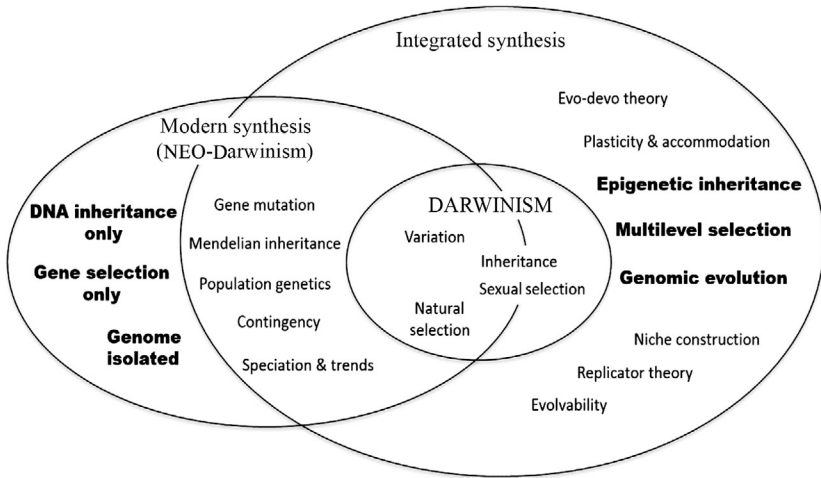 Integrated synthesis
Evo-devo theory
Modern synthesis
(NEO-Darwinism)
Plasticity & accommodation
Epigenetic inheritance
DNA inheritance
only
Gene mutation
DARWINISM
Variation
Multilevel selection
Mendelian inheritance
Inheritance
Gene selection
only
Population genetics
Sexual selection
Genomic evolution
Natural
selection
Contingency
Genome
isolated
Niche construction
Speciation & trends
Replicator theory
Evolvability